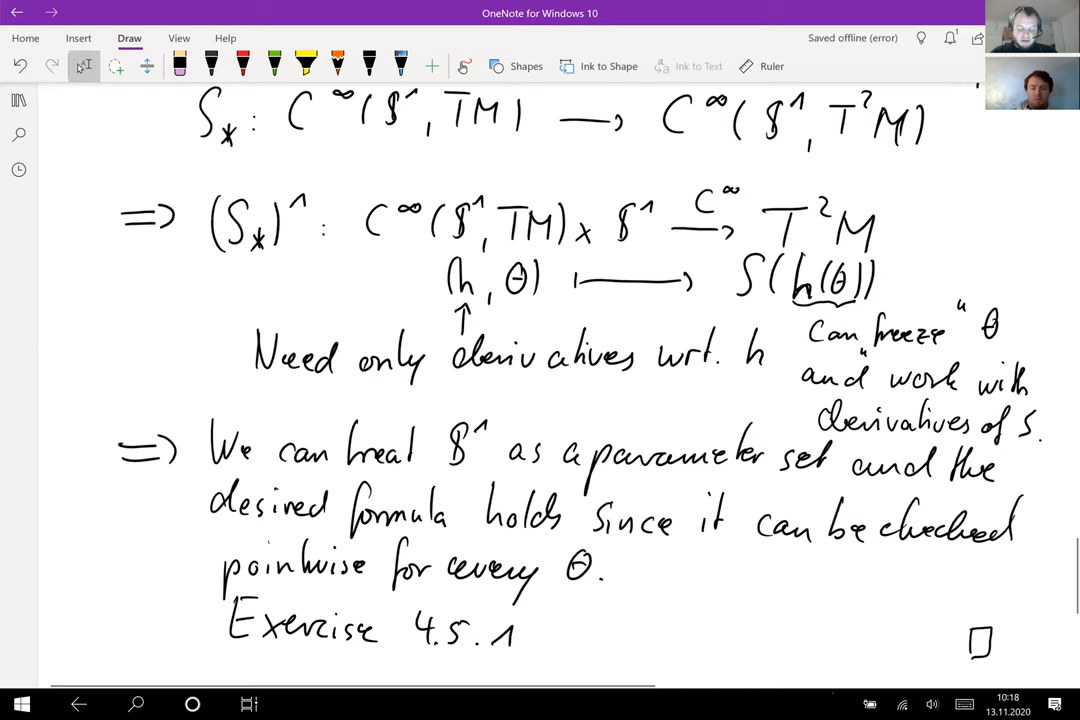 OneNote for Windows 10
Home Insert Draw View Help Saved offline (error)
Shapes Ink to Shape Ink to Text Ruler
S_* : C^∞(𝕊^1, TM) → C^∞(𝕊^1, T^2M)
=> (S_*)^∧ : C^∞(𝕊^1, TM) × 𝕊^1 →^{C^∞} T^2M
(h, θ) ↦ S(h(θ))
Need only derivatives wrt. h
can "freeze" θ
and work with
derivatives of S.
=> We can treat 𝕊^1 as a parameter set and the
desired formula holds since it can be checked
pointwise for every θ.
Exercise 4.5.1 □
10:18
13.11.2020